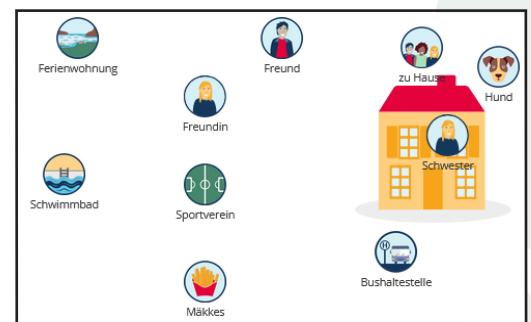 Ferienwohnung
Freund
zu Hause
Hund
Freundin
Schwester
Schwimmbad
Sportverein
H
Bushaltestelle
Mäkkes